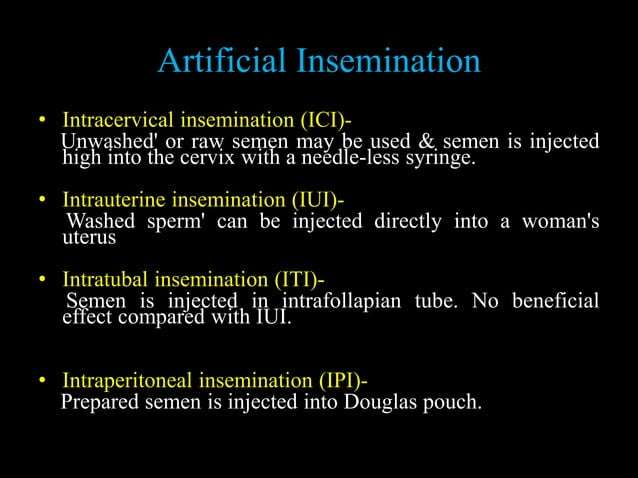 Artificial Insemination
• Intracervical insemination (ICI)-
Unwashed' or raw semen may be used & semen is injected
high into the cervix with a needle-less syringe.
• Intrauterine insemination (IUI)-
Washed sperm' can be injected directly into a woman's
uterus
• Intratubal insemination (ITI)-
Semen is injected in intrafollapian tube. No beneficial
effect compared with IUI.
• Intraperitoneal insemination (IPI)-
Prepared semen is injected into Douglas pouch.